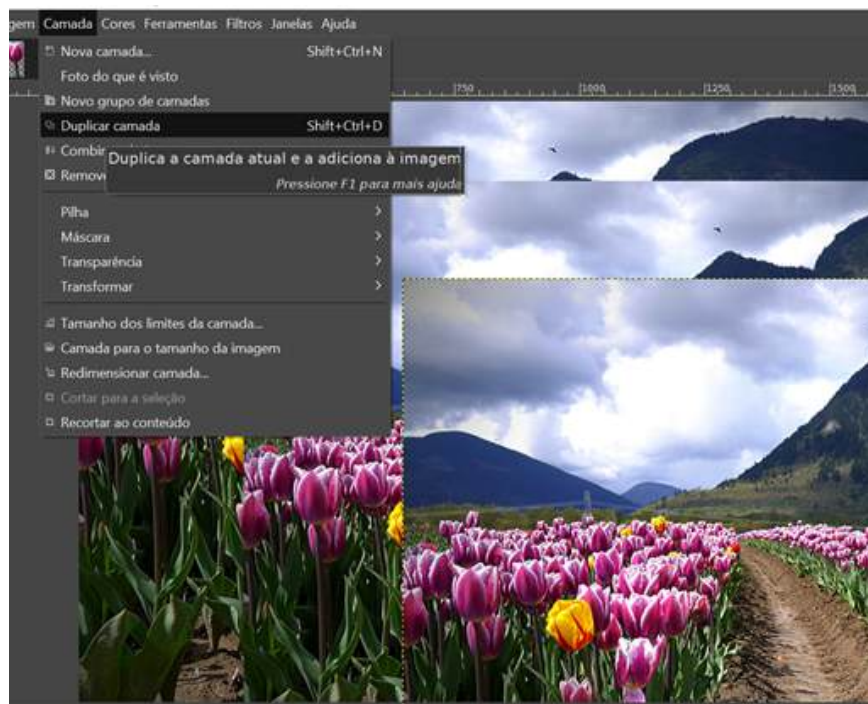 gem Camada Cores Ferramentas Filtros Janelas Ajuda
Nova camada... Shift+Ctrl+N
Foto do que é visto
Novo grupo de camadas
Duplicar camada Shift+Ctrl+D
Combin
Duplica a camada atual e a adiciona à imagem
Remove
Pressione F1 para mais ajuda
Pilha
Máscara
Transparência
Transformar
Tamanho dos limites da camada...
Camada para o tamanho da imagem
Redimensionar camada...
Cortar para a seleção
Recortar ao conteúdo
750 1000 1250 1500